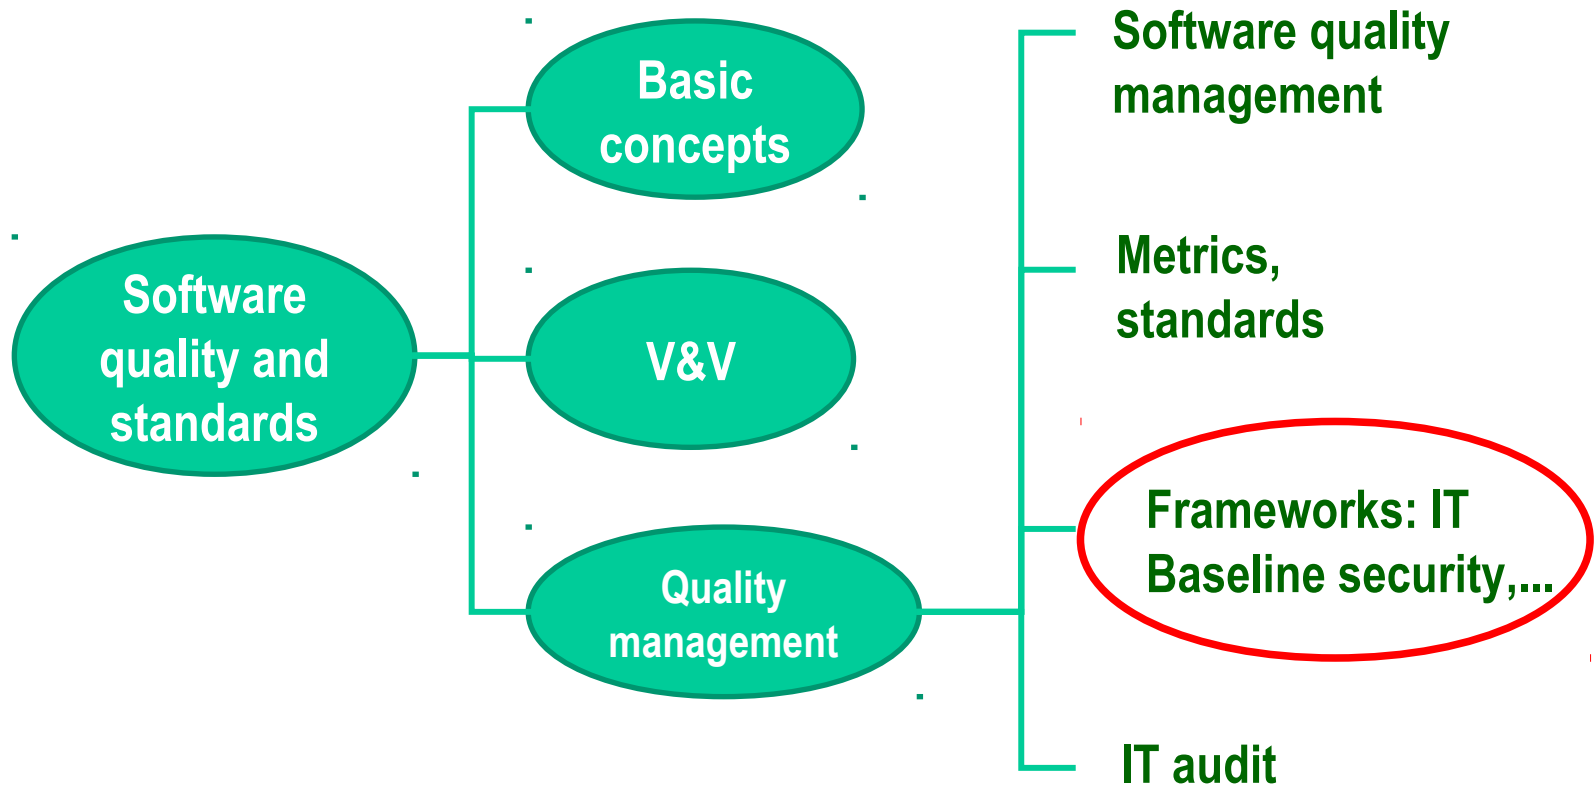 Software
quality and
standards
Basic
concepts
V&V
Quality
management
Software quality
management
Metrics,
standards
Frameworks: IT
Baseline security,...
IT audit